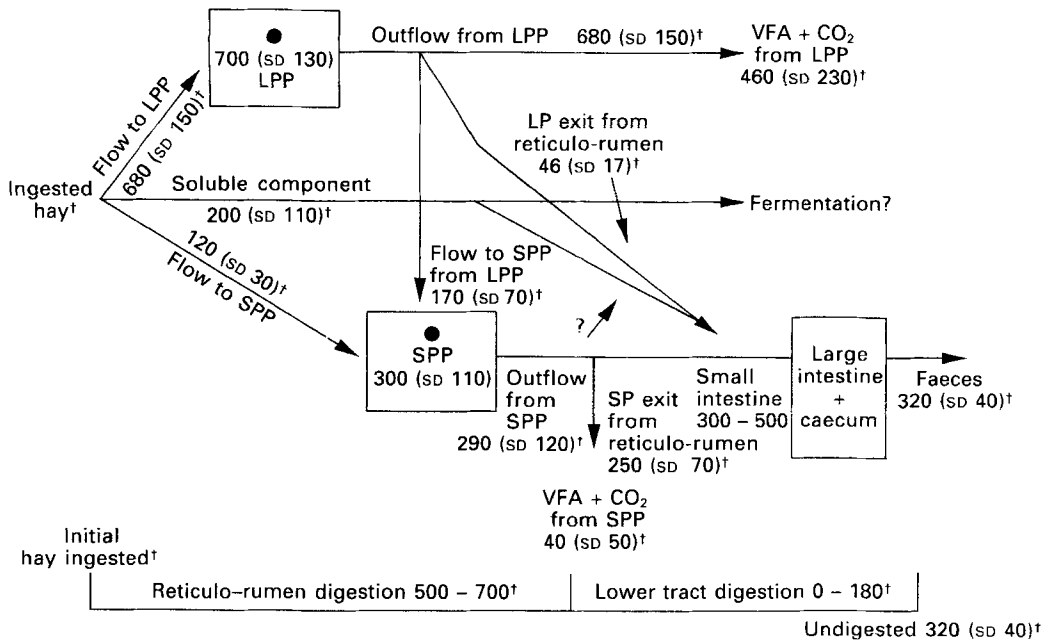 700 (SD 130)
LPP
Outflow from LPP 680 (SD 150)†
VFA + CO₂
from LPP
460 (SD 230)†
Flow to LPP
680 (SD 150)†
LP exit from
reticulo-rumen
46 (SD 17)†
Ingested
hay†
Soluble component
200 (SD 110)†
Fermentation?
120 (SD 30)†
Flow to SPP
Flow to SPP
from LPP
170 (SD 70)†
?
SPP
300 (SD 110)
Outflow
from
SPP
290 (SD 120)†
SP exit
from
reticulo-rumen
250 (SD 70)†
Small
intestine
300 – 500
Large
intestine
+
caecum
Faeces
320 (SD 40)†
VFA + CO₂
from SPP
40 (SD 50)†
Initial
hay ingested†
Reticulo–rumen digestion 500 – 700†
Lower tract digestion 0 – 180†
Undigested 320 (SD 40)†